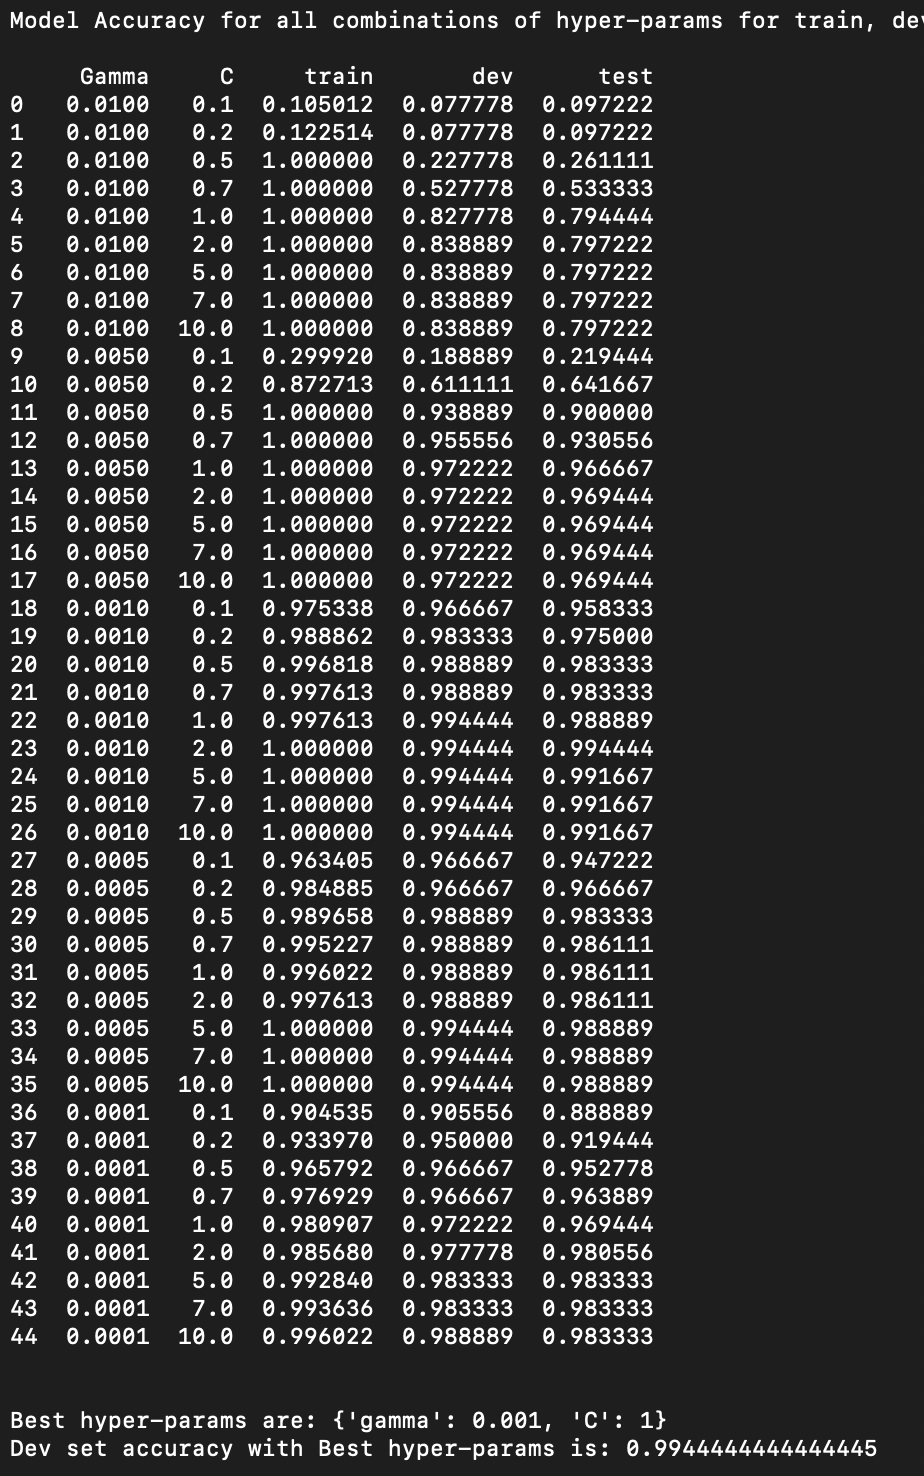 Model Accuracy for all combinations of hyper-params for train, de
Gamma C train dev test
0 0.0100 0.1 0.105012 0.077778 0.097222
1 0.0100 0.2 0.122514 0.077778 0.097222
2 0.0100 0.5 1.000000 0.227778 0.261111
3 0.0100 0.7 1.000000 0.527778 0.533333
4 0.0100 1.0 1.000000 0.827778 0.794444
5 0.0100 2.0 1.000000 0.838889 0.797222
6 0.0100 5.0 1.000000 0.838889 0.797222
7 0.0100 7.0 1.000000 0.838889 0.797222
8 0.0100 10.0 1.000000 0.838889 0.797222
9 0.0050 0.1 0.299920 0.188889 0.219444
10 0.0050 0.2 0.872713 0.611111 0.641667
11 0.0050 0.5 1.000000 0.938889 0.900000
12 0.0050 0.7 1.000000 0.955556 0.930556
13 0.0050 1.0 1.000000 0.972222 0.966667
14 0.0050 2.0 1.000000 0.972222 0.969444
15 0.0050 5.0 1.000000 0.972222 0.969444
16 0.0050 7.0 1.000000 0.972222 0.969444
17 0.0050 10.0 1.000000 0.972222 0.969444
18 0.0010 0.1 0.975338 0.966667 0.958333
19 0.0010 0.2 0.988862 0.983333 0.975000
20 0.0010 0.5 0.996818 0.988889 0.983333
21 0.0010 0.7 0.997613 0.988889 0.983333
22 0.0010 1.0 0.997613 0.994444 0.988889
23 0.0010 2.0 1.000000 0.994444 0.994444
24 0.0010 5.0 1.000000 0.994444 0.991667
25 0.0010 7.0 1.000000 0.994444 0.991667
26 0.0010 10.0 1.000000 0.994444 0.991667
27 0.0005 0.1 0.963405 0.966667 0.947222
28 0.0005 0.2 0.984885 0.966667 0.966667
29 0.0005 0.5 0.989658 0.988889 0.983333
30 0.0005 0.7 0.995227 0.988889 0.986111
31 0.0005 1.0 0.996022 0.988889 0.986111
32 0.0005 2.0 0.997613 0.988889 0.986111
33 0.0005 5.0 1.000000 0.994444 0.988889
34 0.0005 7.0 1.000000 0.994444 0.988889
35 0.0005 10.0 1.000000 0.994444 0.988889
36 0.0001 0.1 0.904535 0.905556 0.888889
37 0.0001 0.2 0.933970 0.950000 0.919444
38 0.0001 0.5 0.965792 0.966667 0.952778
39 0.0001 0.7 0.976929 0.966667 0.963889
40 0.0001 1.0 0.980907 0.972222 0.969444
41 0.0001 2.0 0.985680 0.977778 0.980556
42 0.0001 5.0 0.992840 0.983333 0.983333
43 0.0001 7.0 0.993636 0.983333 0.983333
44 0.0001 10.0 0.996022 0.988889 0.983333
Best hyper-params are: {'gamma': 0.001, 'C': 1}
Dev set accuracy with Best hyper-params is: 0.9944444444444445